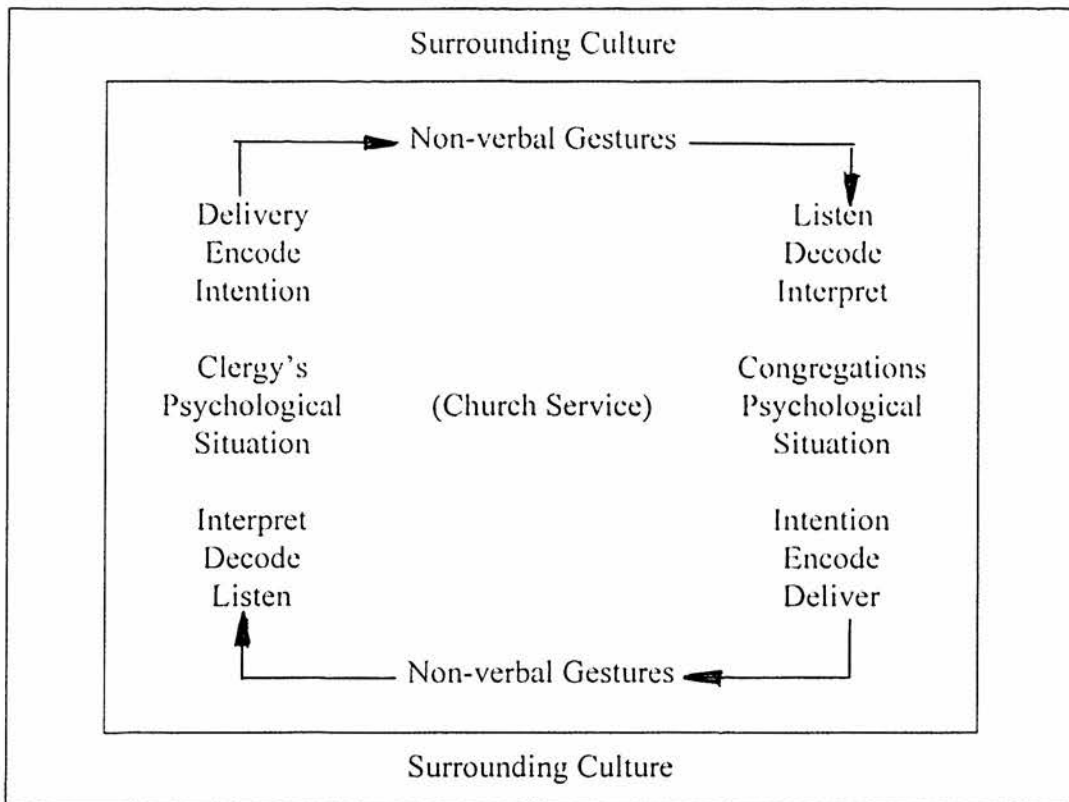 Surrounding Culture
Non-verbal Gestures
Delivery
Encode
Intention
Listen
Decode
Interpret
Clergy's
Psychological
Situation
(Church Service)
Congregations
Psychological
Situation
Interpret
Decode
Listen
Intention
Encode
Deliver
Non-verbal Gestures
Surrounding Culture